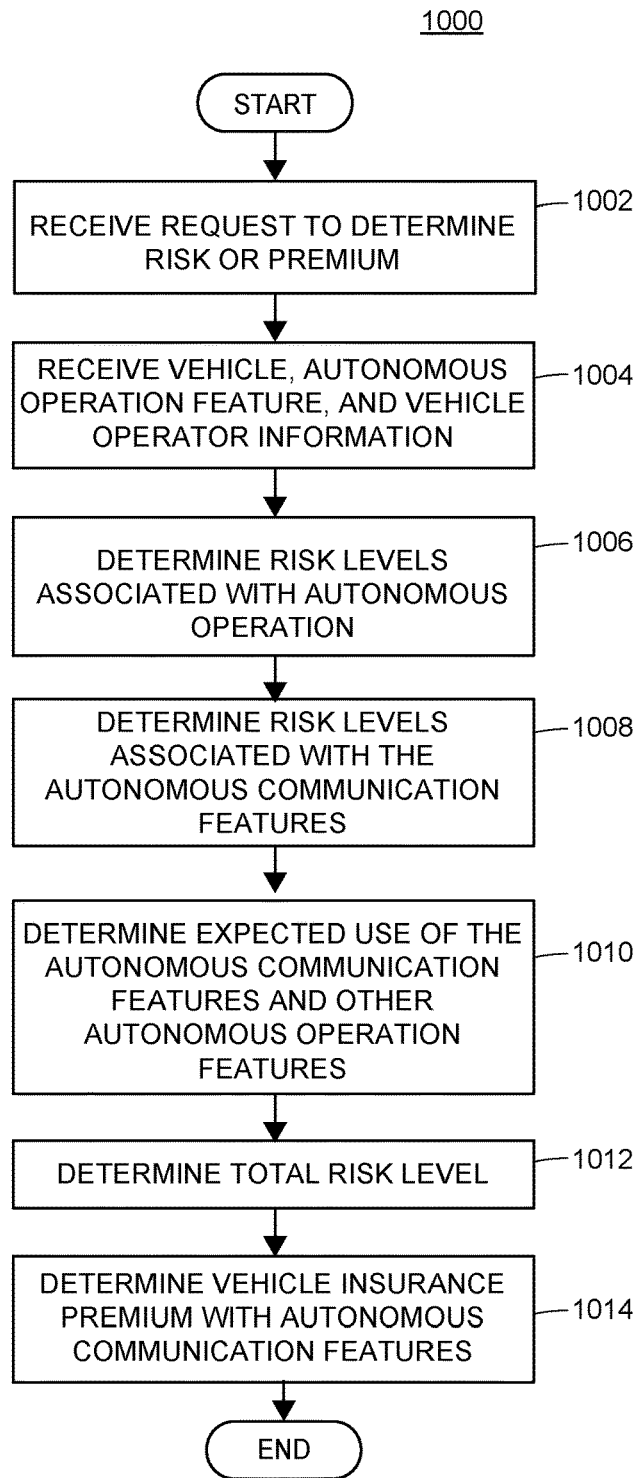 1000
START
RECEIVE REQUEST TO DETERMINE
RISK OR PREMIUM
1002
RECEIVE VEHICLE, AUTONOMOUS
OPERATION FEATURE, AND VEHICLE
OPERATOR INFORMATION
1004
DETERMINE RISK LEVELS
ASSOCIATED WITH AUTONOMOUS
OPERATION
1006
DETERMINE RISK LEVELS
ASSOCIATED WITH THE
AUTONOMOUS COMMUNICATION
FEATURES
1008
DETERMINE EXPECTED USE OF THE
AUTONOMOUS COMMUNICATION
FEATURES AND OTHER
AUTONOMOUS OPERATION
FEATURES
1010
DETERMINE TOTAL RISK LEVEL
1012
DETERMINE VEHICLE INSURANCE
PREMIUM WITH AUTONOMOUS
COMMUNICATION FEATURES
1014
END